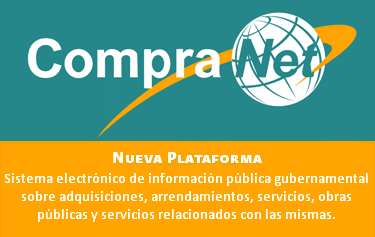 CompraNet
Nueva Plataforma
Sistema electrónico de información pública gubernamental
sobre adquisiciones, arrendamientos, servicios, obras
públicas y servicios relacionados con las mismas.